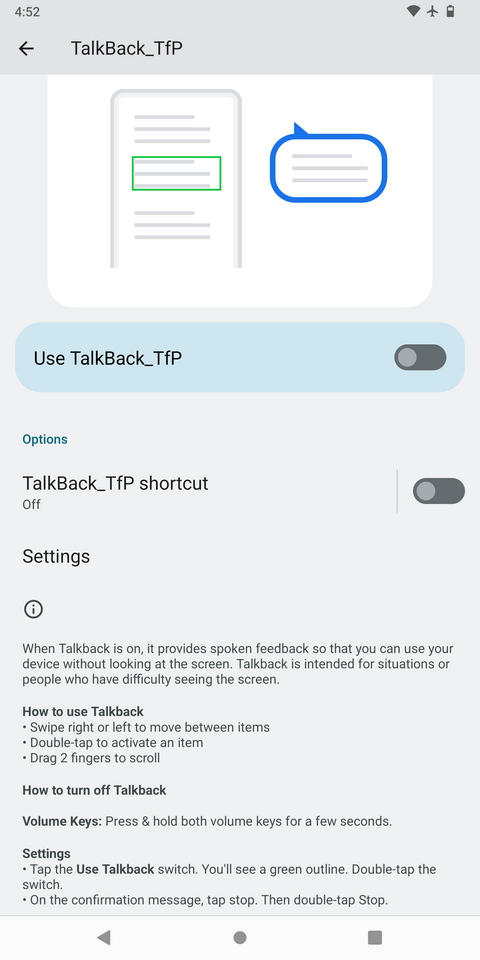 4:52
TalkBack_TfP
Use TalkBack_TfP
Options
TalkBack_TfP shortcut
Off
Settings
When Talkback is on, it provides spoken feedback so that you can use your
device without looking at the screen. Talkback is intended for situations or
people who have difficulty seeing the screen.
How to use Talkback
• Swipe right or left to move between items
• Double-tap to activate an item
• Drag 2 fingers to scroll
How to turn off Talkback
Volume Keys: Press & hold both volume keys for a few seconds.
Settings
• Tap the Use Talkback switch. You'll see a green outline. Double-tap the
switch.
• On the confirmation message, tap stop. Then double-tap Stop.